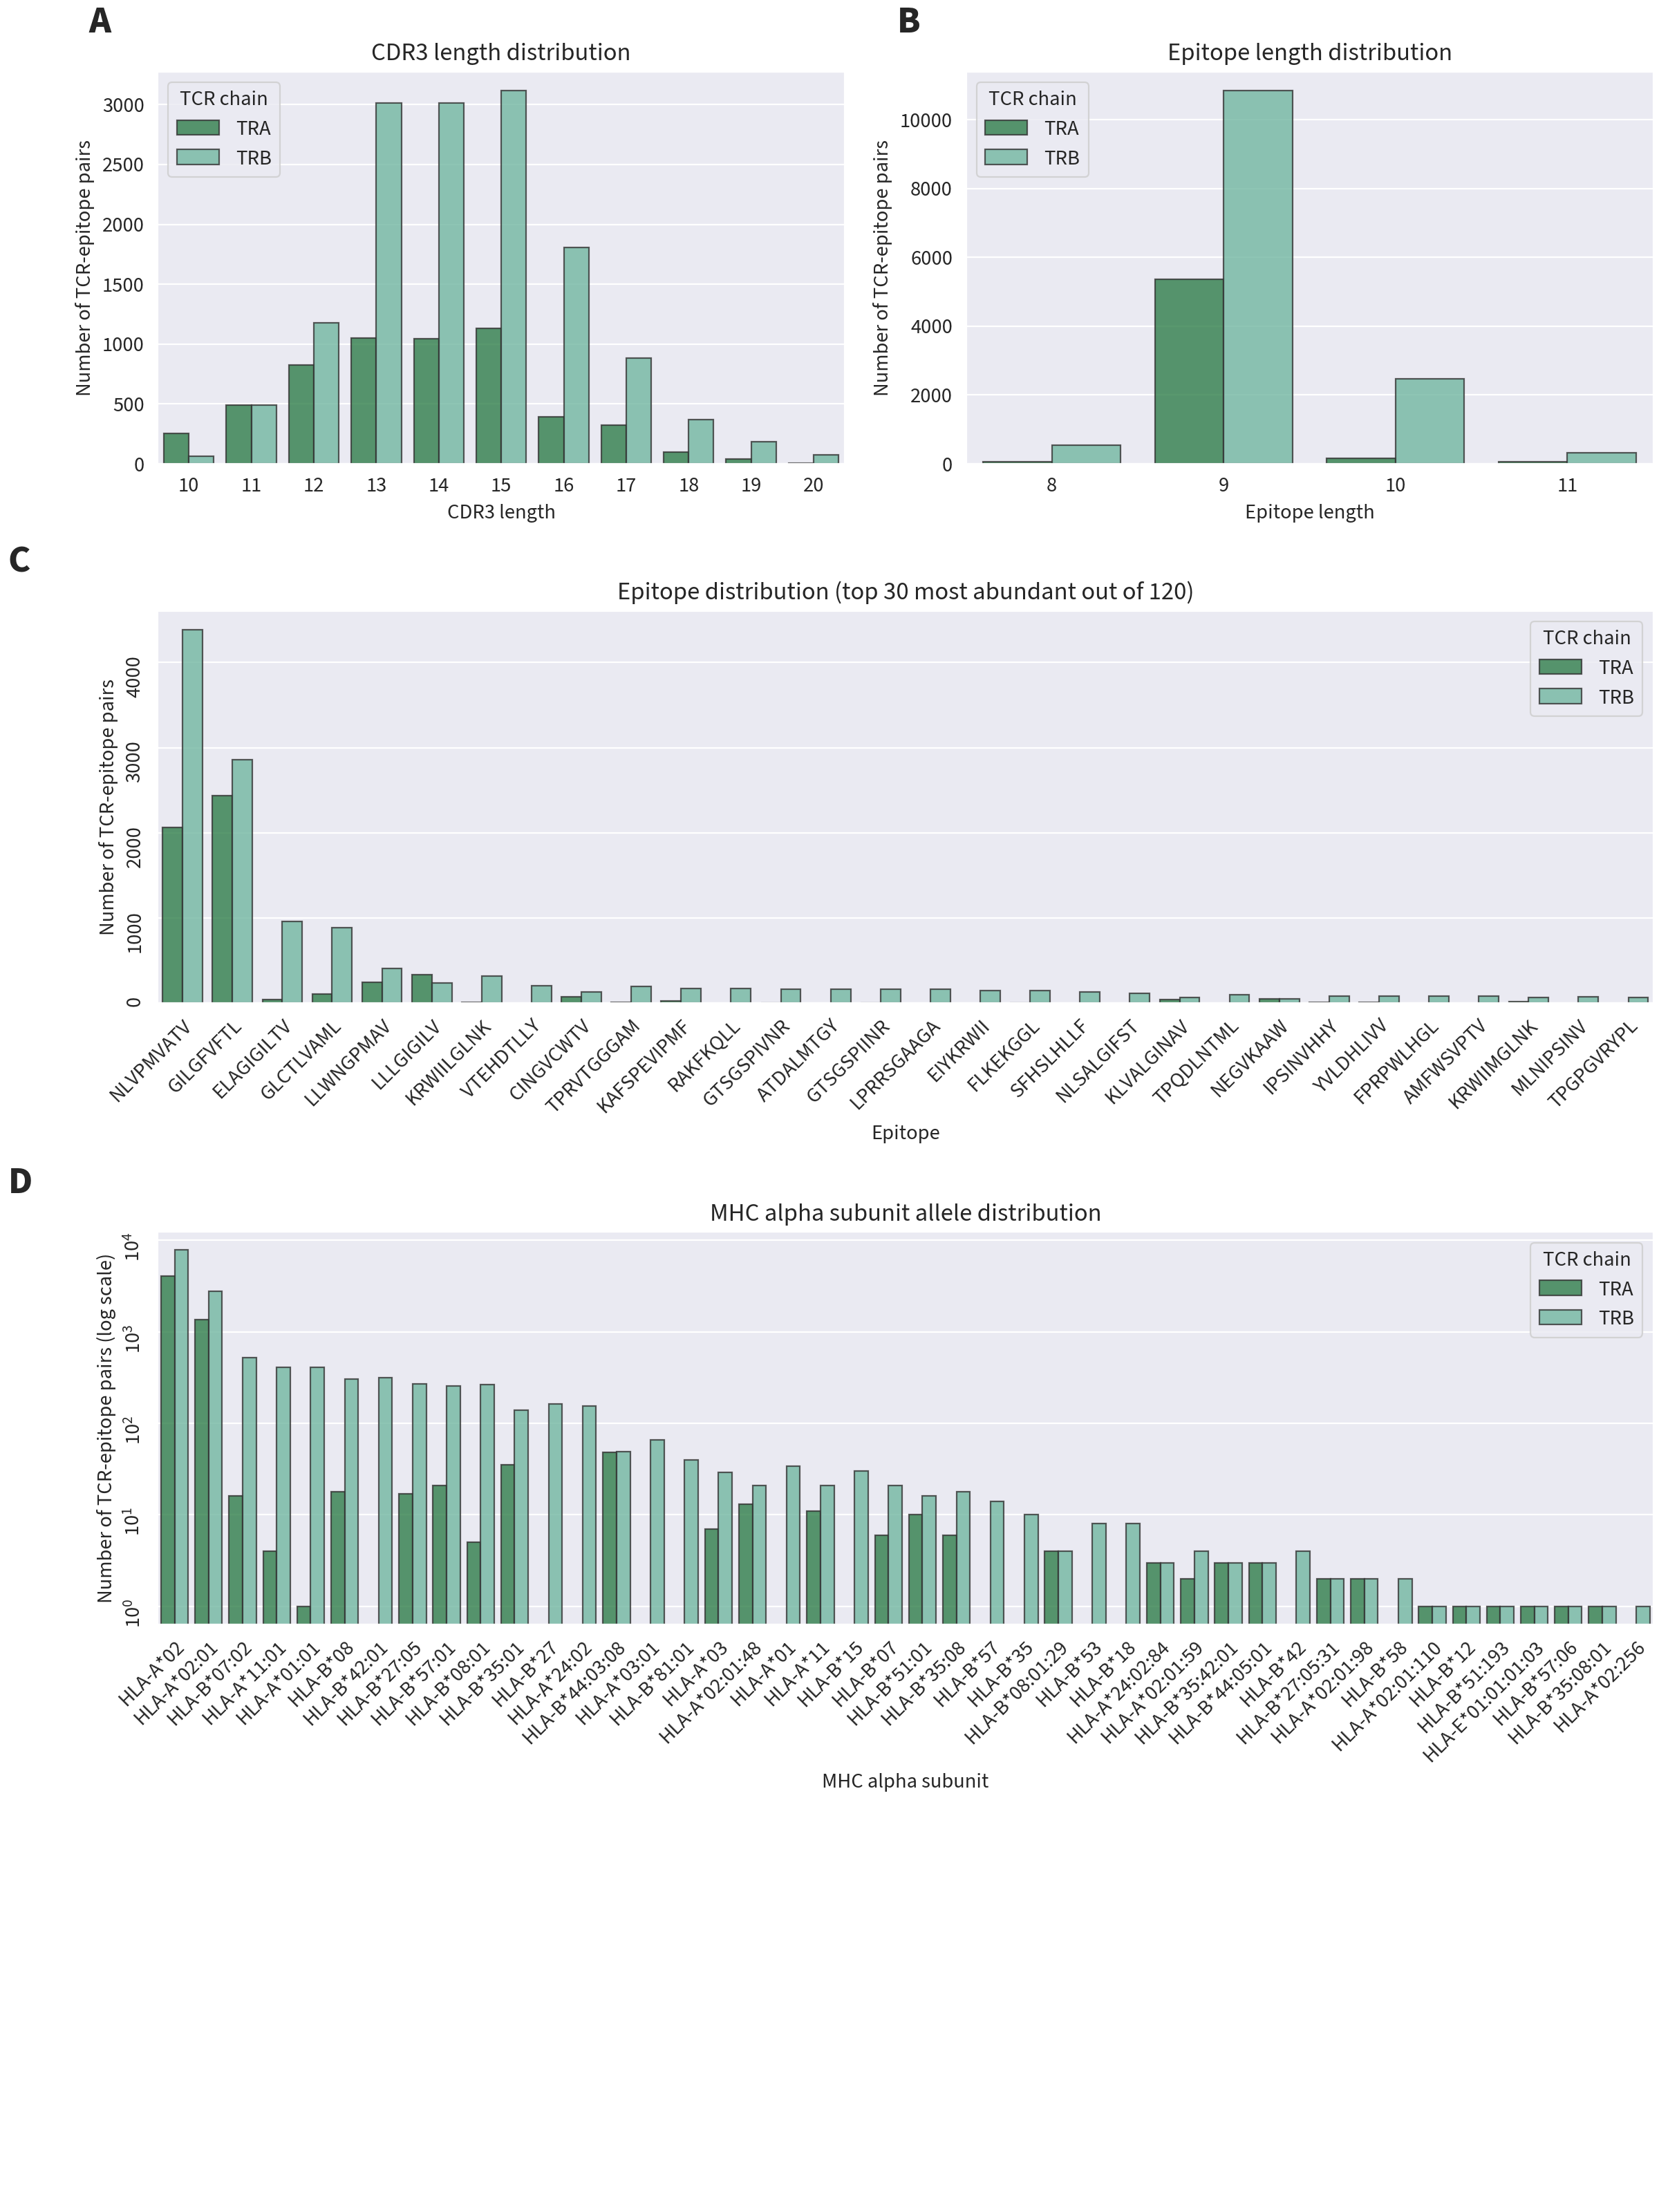 A
CDR3 length distribution
Number of TCR-epitope pairs
3000
2500
2000
1500
1000
500
0
TCR chain
TRA
TRB
10 11 12 13 14 15 16 17 18 19 20
CDR3 length
B
Epitope length distribution
Number of TCR-epitope pairs
10000
8000
6000
4000
2000
0
TCR chain
TRA
TRB
8 9 10 11
Epitope length
C
Epitope distribution (top 30 most abundant out of 120)
Number of TCR-epitope pairs
4000
3000
2000
1000
0
TCR chain
TRA
TRB
NLVPMVATV
GILGFVFTL
ELAGIGILTV
GLCTLVAML
LLWNGPMAV
LLLGIGILV
KRWIILGLNK
VTEHDTLLY
CINGVCWTV
TPRVTGGGAM
KAFSPEVIPMF
RAKFKQLL
GTSGSPIVNR
ATDALMTGY
GTSGSPIINR
LPRRSGAAGA
EIYKRWII
FLKEKGGL
SFHSLHLLF
NLSALGIFST
KLVALGINAV
TPQDLNTML
NEGVKAAW
IPSINVHHY
YVLDHLIVV
FPRPWLHGL
AMFWSVPTV
KRWIIMGLNK
MLNIIPSINV
TPGPGVRYPL
Epitope
D
MHC alpha subunit allele distribution
Number of TCR-epitope pairs (log scale)
10⁴
10³
10²
10¹
10⁰
TCR chain
TRA
TRB
HLA-A*02
HLA-A*02:01
HLA-B*07:02
HLA-A*11:01
HLA-A*01:01
HLA-B*08
HLA-B*42:01
HLA-B*27:05
HLA-B*57:01
HLA-B*08:01
HLA-B*35:01
HLA-B*27
HLA-A*24:02
HLA-B*44:03:08
HLA-A*03:01
HLA-B*81:01
HLA-A*03
HLA-A*02:01:48
HLA-A*01
HLA-A*11
HLA-B*15
HLA-B*07
HLA-B*51:01
HLA-B*35:08
HLA-B*57
HLA-B*35
HLA-B*08:01:29
HLA-B*53
HLA-B*18
HLA-A*24:02:84
HLA-A*02:01:59
HLA-B*35:42:01
HLA-B*44:05:01
HLA-B*42
HLA-B*27:05:31
HLA-A*02:01:98
HLA-B*58
HLA-A*02:01:110
HLA-B*12
HLA-B*51:193
HLA-E*01:01:01:03
HLA-B*57:06
HLA-B*35:08:01
HLA-A*02:256
MHC alpha subunit